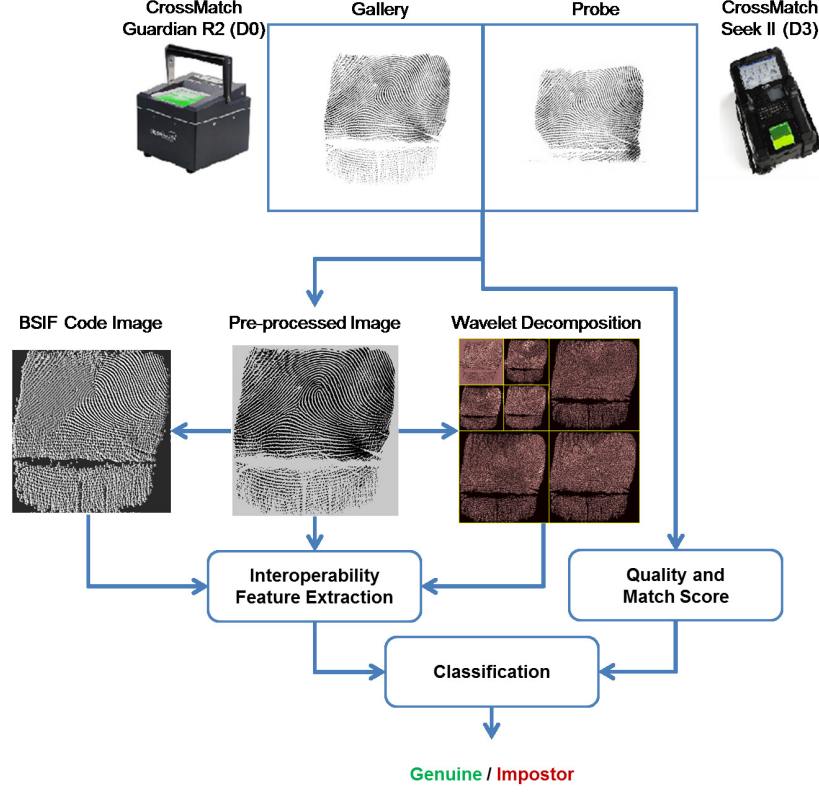 CrossMatch
Guardian R2 (D0)
Gallery
Probe
CrossMatch
Seek II (D3)
BSIF Code Image
Pre-processed Image
Wavelet Decomposition
Interoperability
Feature Extraction
Quality and
Match Score
Classification
Genuine / Impostor